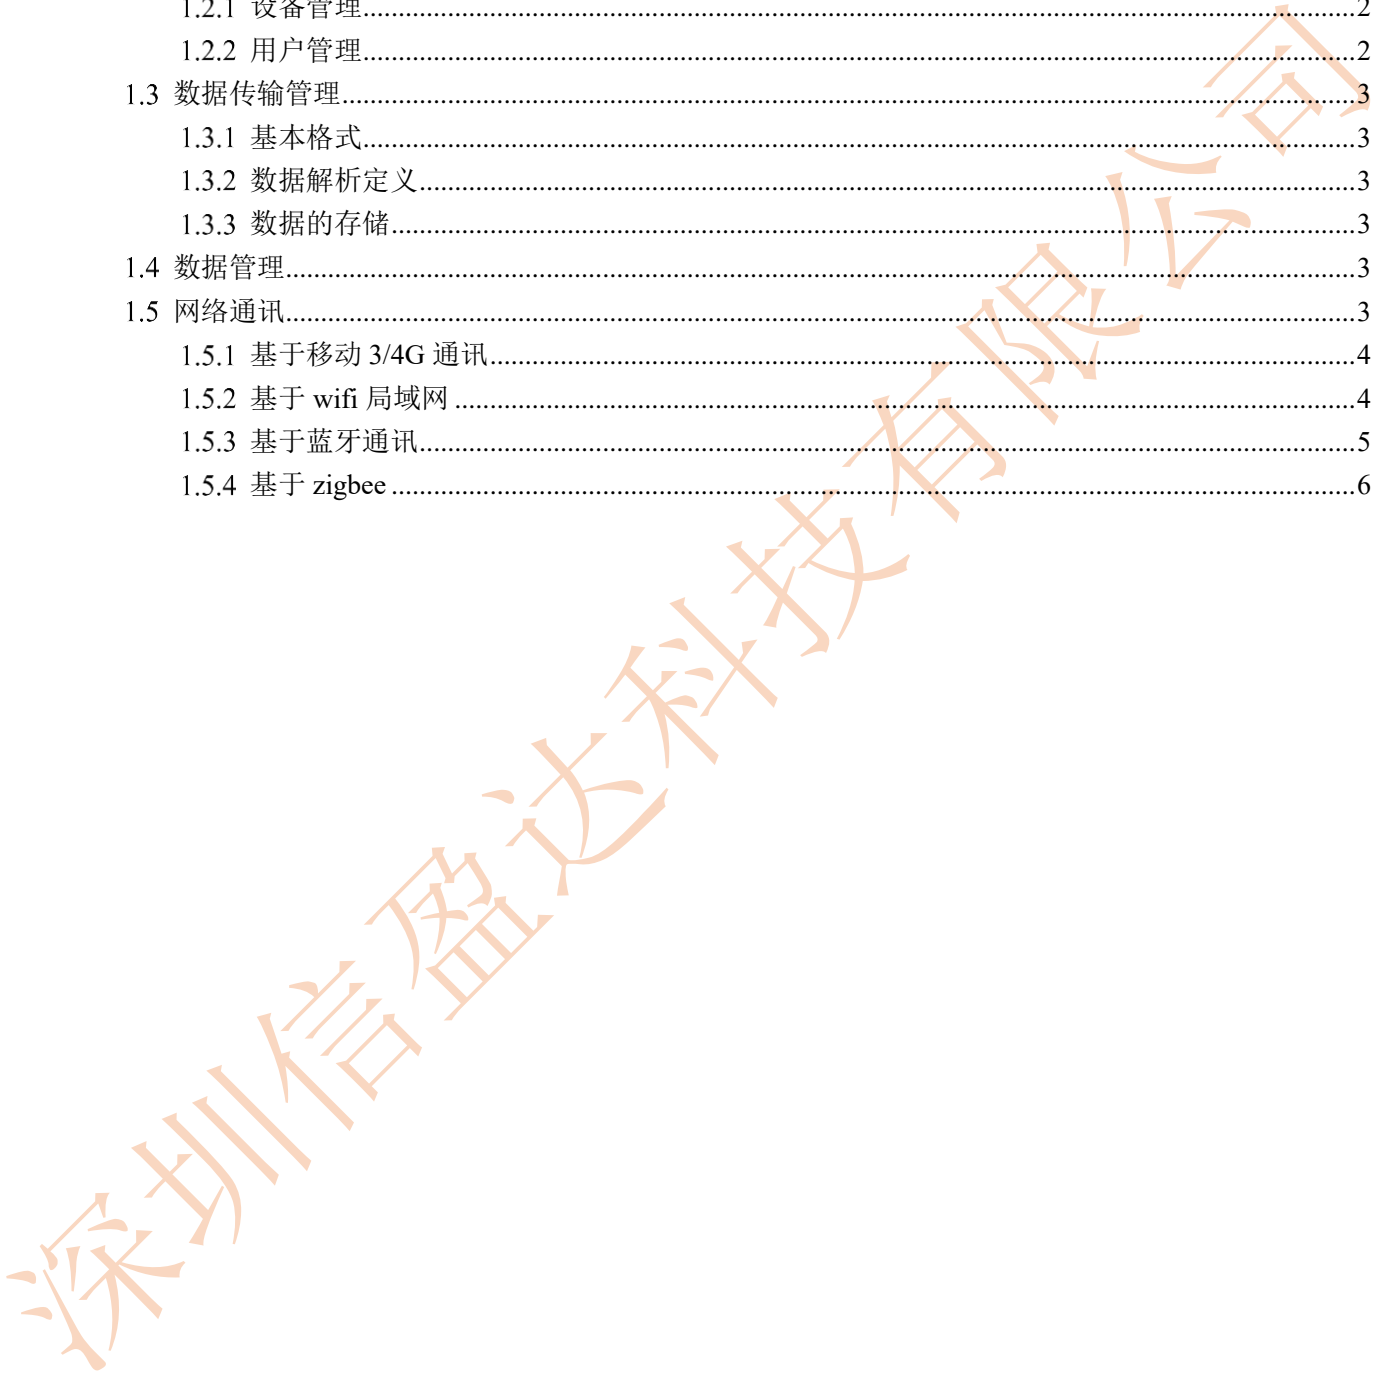 1.2.1 设备管理........2
1.2.2 用户管理........2
1.3 数据传输管理........3
1.3.1 基本格式........3
1.3.2 数据解析定义........3
1.3.3 数据的存储........3
1.4 数据管理........3
1.5 网络通讯........3
1.5.1 基于移动 3/4G 通讯........4
1.5.2 基于 wifi 局域网........4
1.5.3 基于蓝牙通讯........5
1.5.4 基于 zigbee........6
深圳信盈达科技有限公司